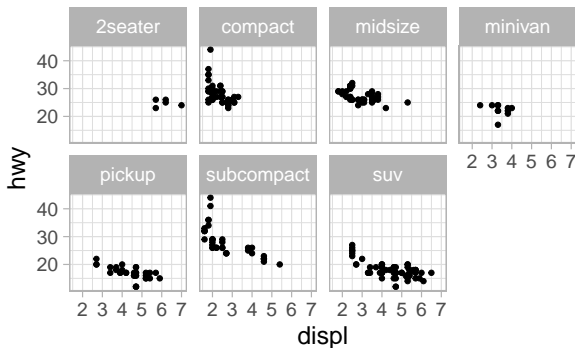 2seater compact midsize minivan
40
30
20
2 3 4 5 6 7
hwy
pickup subcompact suv
40
30
20
2 3 4 5 6 7 2 3 4 5 6 7 2 3 4 5 6 7
displ